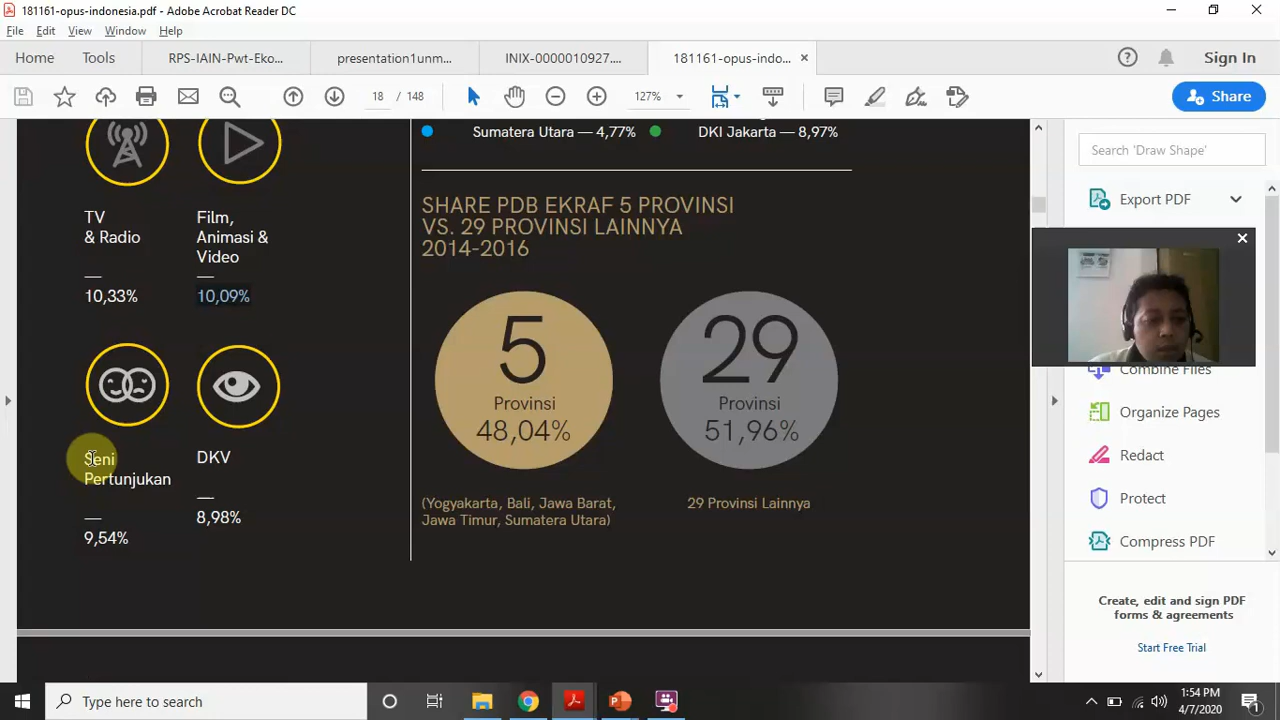 181161-opus-indonesia.pdf - Adobe Acrobat Reader DC
File Edit View Window Help
Home Tools RPS-IAIN-Pwt-Eko... presentation1unm... INIX-0000010927.... 181161-opus-indo...
Sign In
18 / 148
127%
Share
Sumatera Utara — 4,77%
DKI Jakarta — 8,97%
SHARE PDB EKRAF 5 PROVINSI
VS. 29 PROVINSI LAINNYA
2014-2016
TV
& Radio
—
10,33%
Film,
Animasi &
Video
—
10,09%
5
Provinsi
48,04%
29
Provinsi
51,96%
Seni
Pertunjukan
—
9,54%
DKV
—
8,98%
(Yogyakarta, Bali, Jawa Barat,
Jawa Timur, Sumatera Utara)
29 Provinsi Lainnya
Search 'Draw Shape'
Export PDF
Combine Files
Organize Pages
Redact
Protect
Compress PDF
Create, edit and sign PDF
forms & agreements
Start Free Trial
Type here to search
1:54 PM
4/7/2020
1